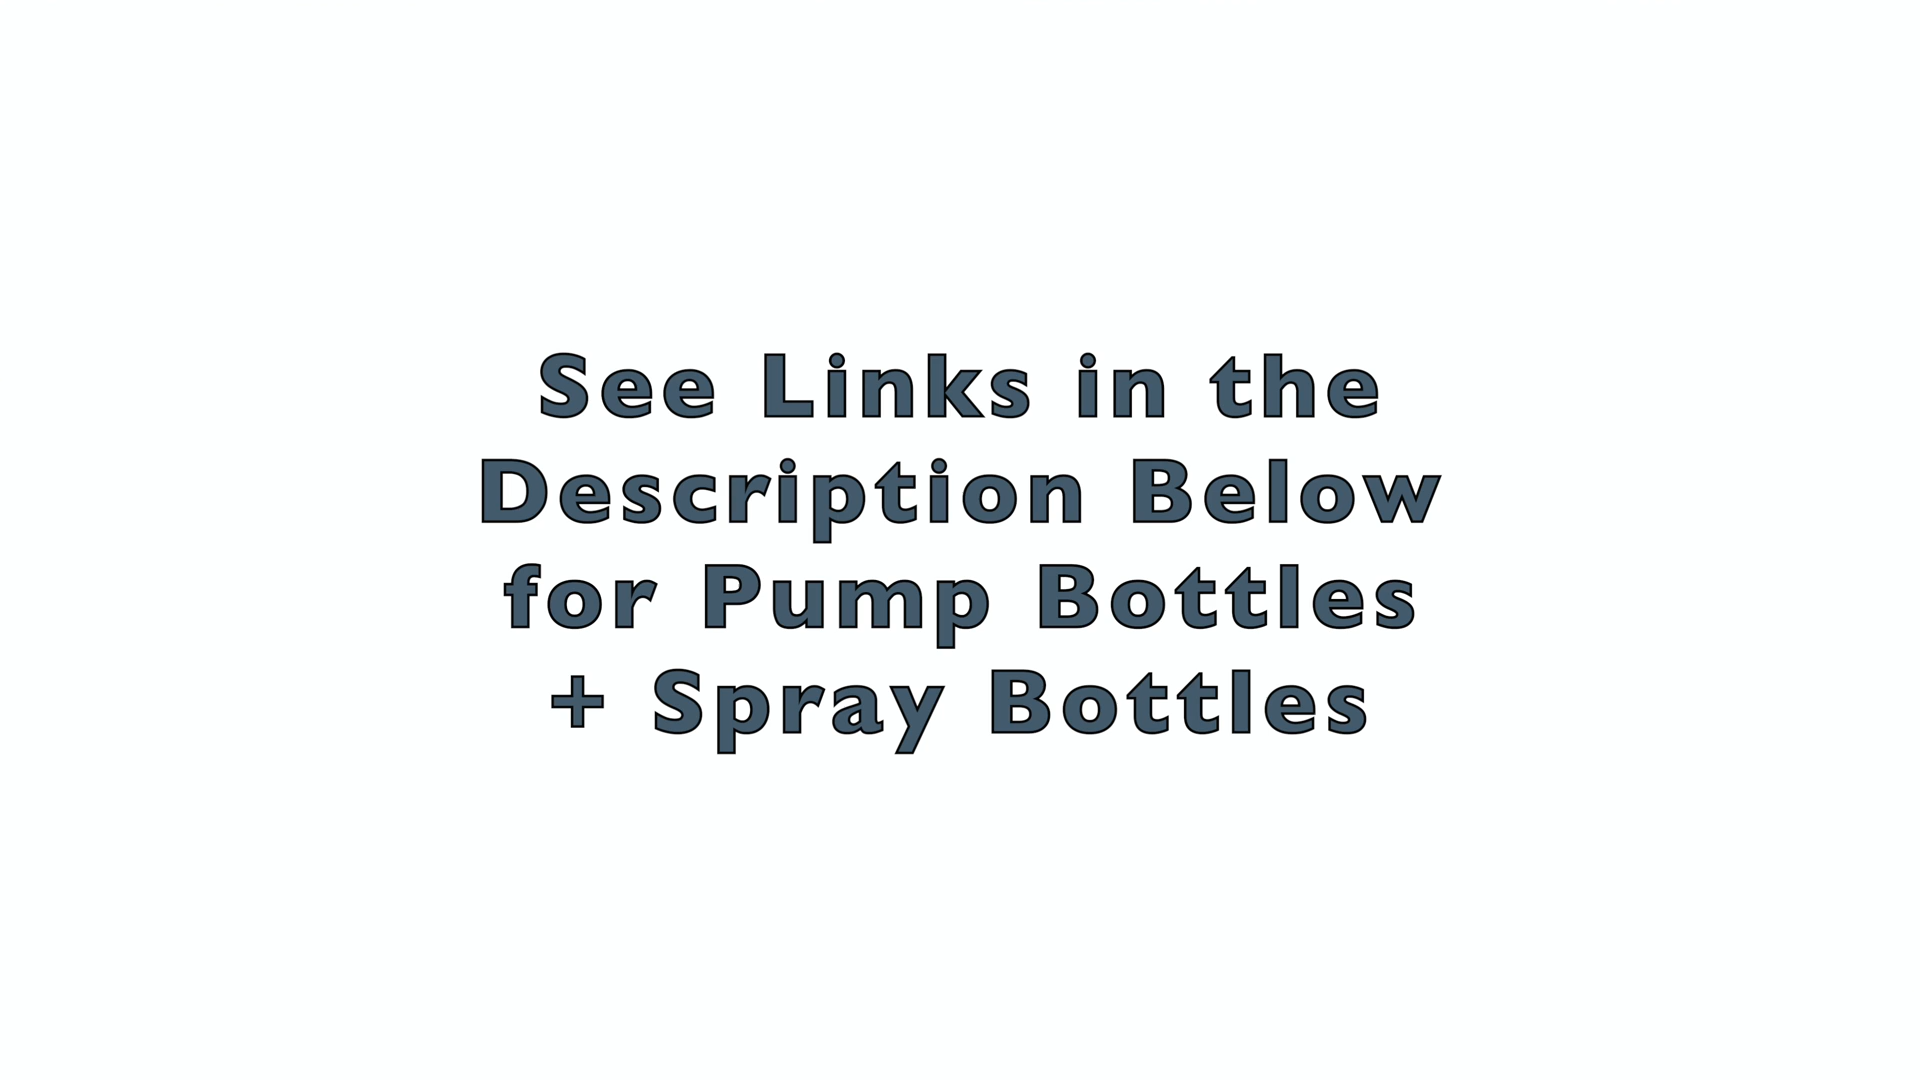 See Links in the
Description Below
for Pump Bottles
+ Spray Bottles